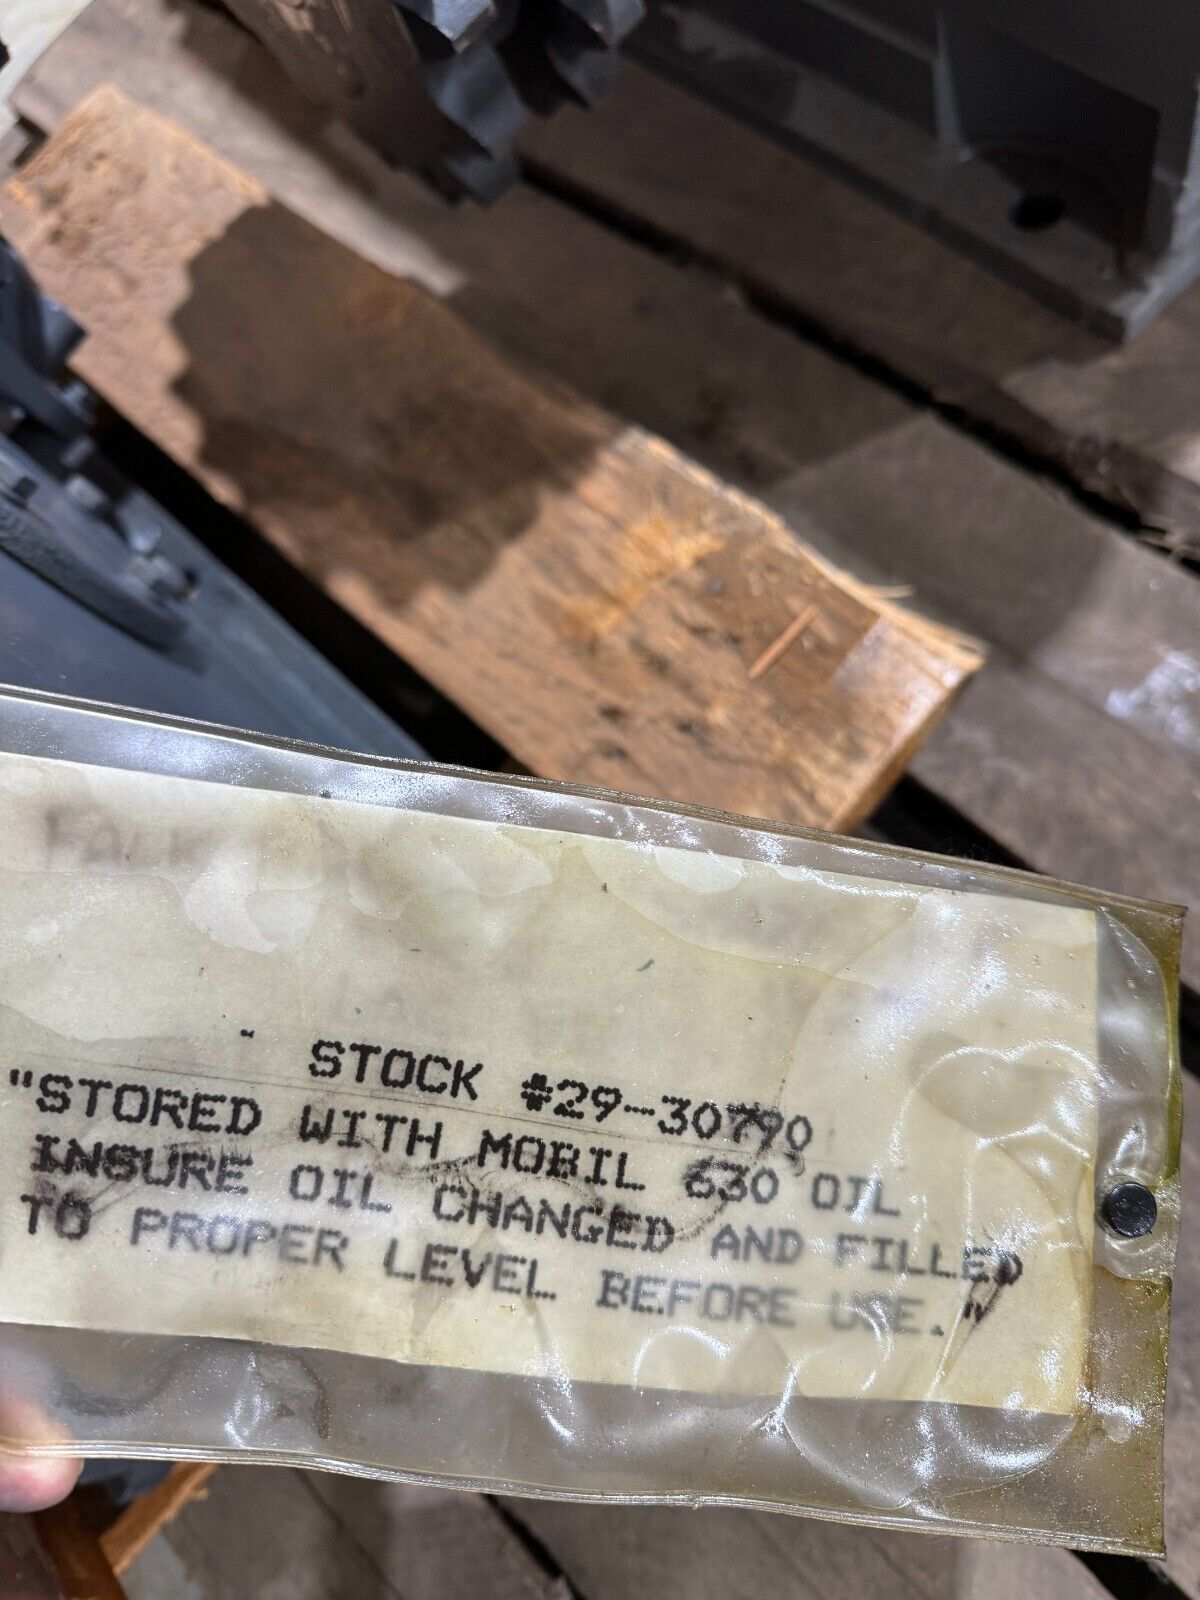 STOCK #29-30790
"STORED WITH MOBIL 630 OIL
INSURE OIL CHANGED AND FILLED
TO PROPER LEVEL BEFORE USE."